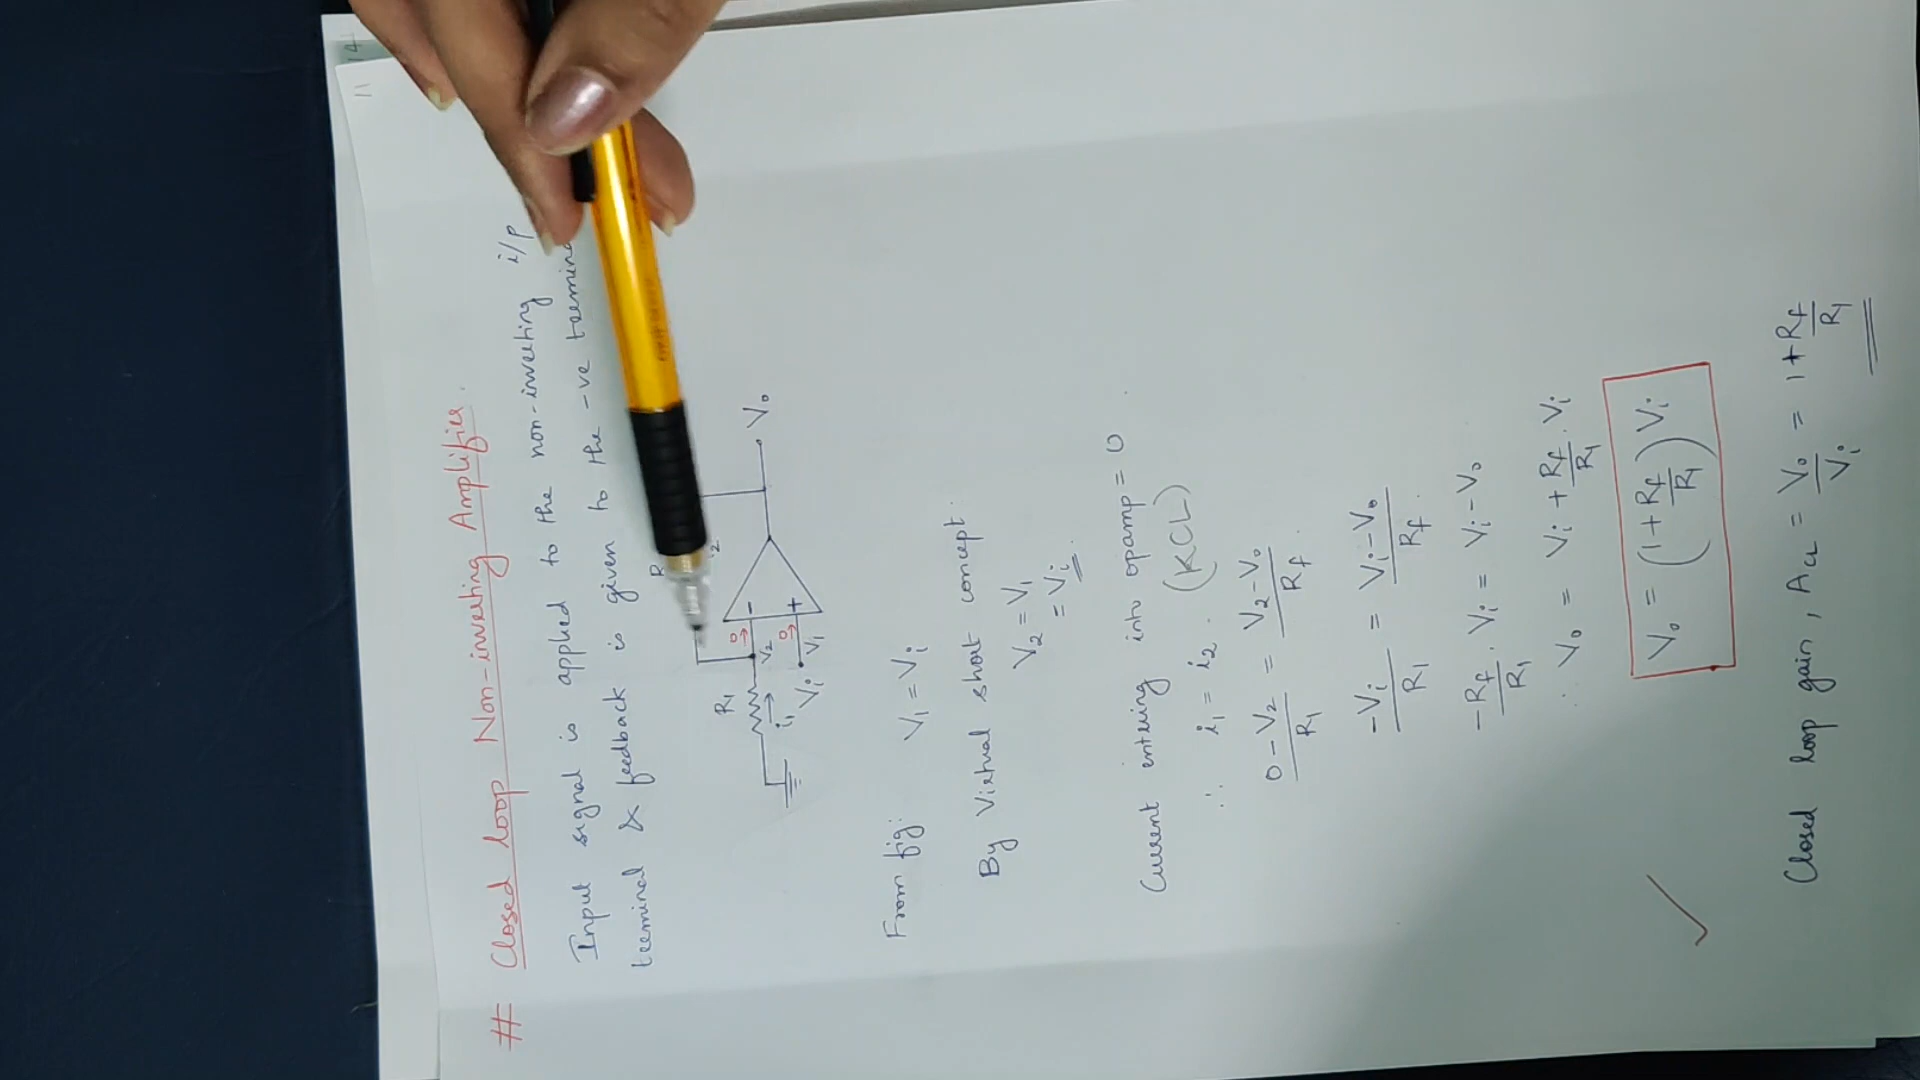 # Closed loop Non-inverting Amplifier.
Input signal is applied to the non-inverting i/p
terminal & feedback is given to the -ve
R1
i1
V2
0
0
V1
Vi
-
+
Vo
From fig: V1 = Vi
By Virtual short concept
V2 = V1
= Vi
Current entering into opamp = 0
∴ i1 = i2. (KCL)
0 - V2 / R1 = V2 - Vo / Rf.
-Vi / R1 = Vi - Vo / Rf.
-Rf / R1 . Vi = Vi - Vo
∴ Vo = Vi + Rf / R1 . Vi
Vo = (1 + Rf / R1) Vi
Closed loop gain, ACL = Vo / Vi = 1 + Rf / R1